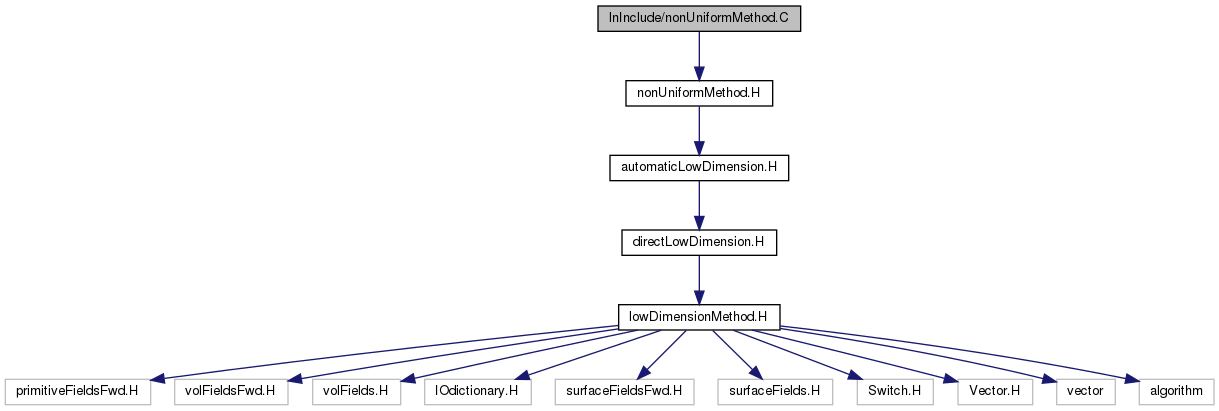 lnInclude/nonUniformMethod.C
nonUniformMethod.H
automaticLowDimension.H
directLowDimension.H
lowDimensionMethod.H
primitiveFieldsFwd.H
volFieldsFwd.H
volFields.H
IOdictionary.H
surfaceFieldsFwd.H
surfaceFields.H
Switch.H
Vector.H
vector
algorithm